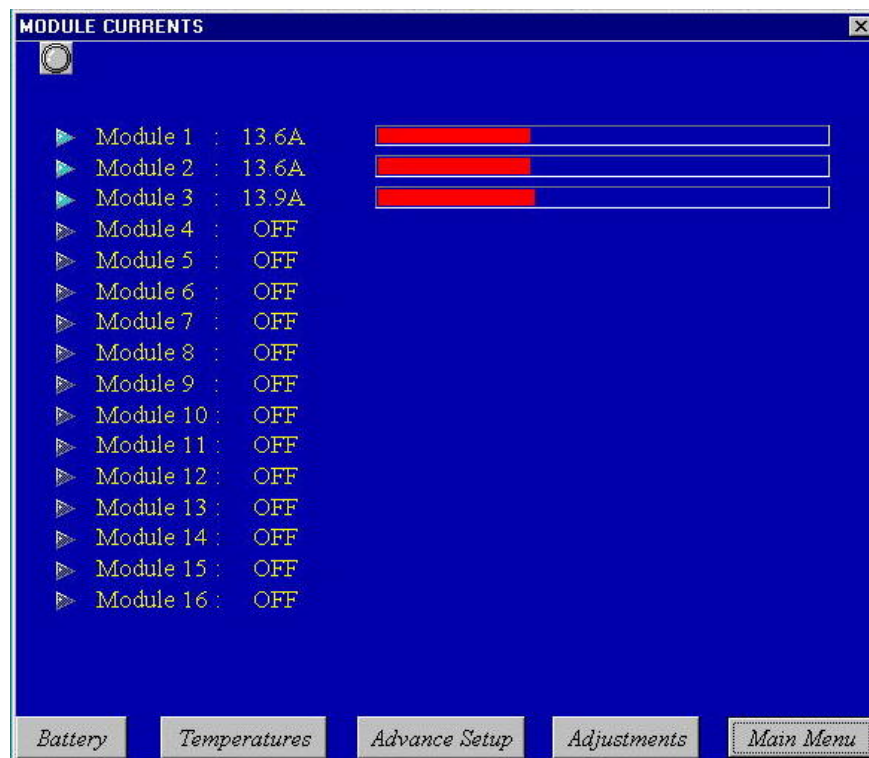 MODULE CURRENTS
Module 1 : 13.6A
Module 2 : 13.6A
Module 3 : 13.9A
Module 4 : OFF
Module 5 : OFF
Module 6 : OFF
Module 7 : OFF
Module 8 : OFF
Module 9 : OFF
Module 10 : OFF
Module 11 : OFF
Module 12 : OFF
Module 13 : OFF
Module 14 : OFF
Module 15 : OFF
Module 16 : OFF
Battery Temperatures Advance Setup Adjustments Main Menu